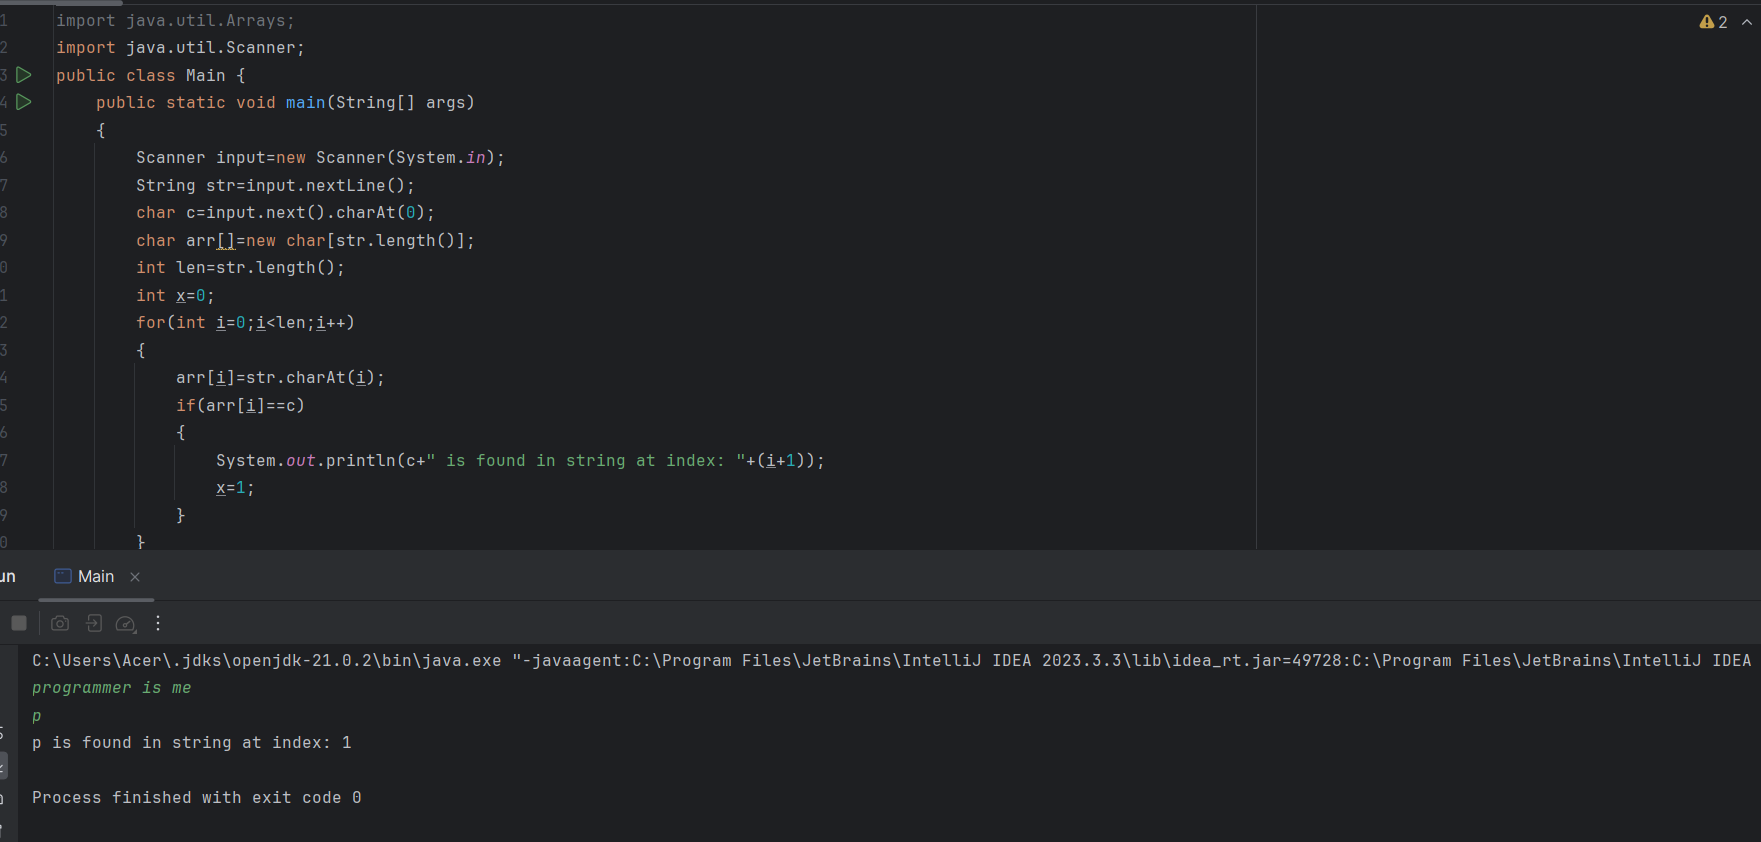 1 import java.util.Arrays;
2 import java.util.Scanner;
3 public class Main {
4 public static void main(String[] args)
5 {
6 Scanner input=new Scanner(System.in);
7 String str=input.nextLine();
8 char c=input.next().charAt(0);
9 char arr[]=new char[str.length()];
0 int len=str.length();
1 int x=0;
2 for(int i=0;i<len;i++)
3 {
4 arr[i]=str.charAt(i);
5 if(arr[i]==c)
6 {
7 System.out.println(c+" is found in string at index: "+(i+1));
8 x=1;
9 }
0 }
2
un Main
C:\Users\Acer\.jdks\openjdk-21.0.2\bin\java.exe "-javaagent:C:\Program Files\JetBrains\IntelliJ IDEA 2023.3.3\lib\idea_rt.jar=49728:C:\Program Files\JetBrains\IntelliJ IDEA
programmer is me
p
p is found in string at index: 1
Process finished with exit code 0